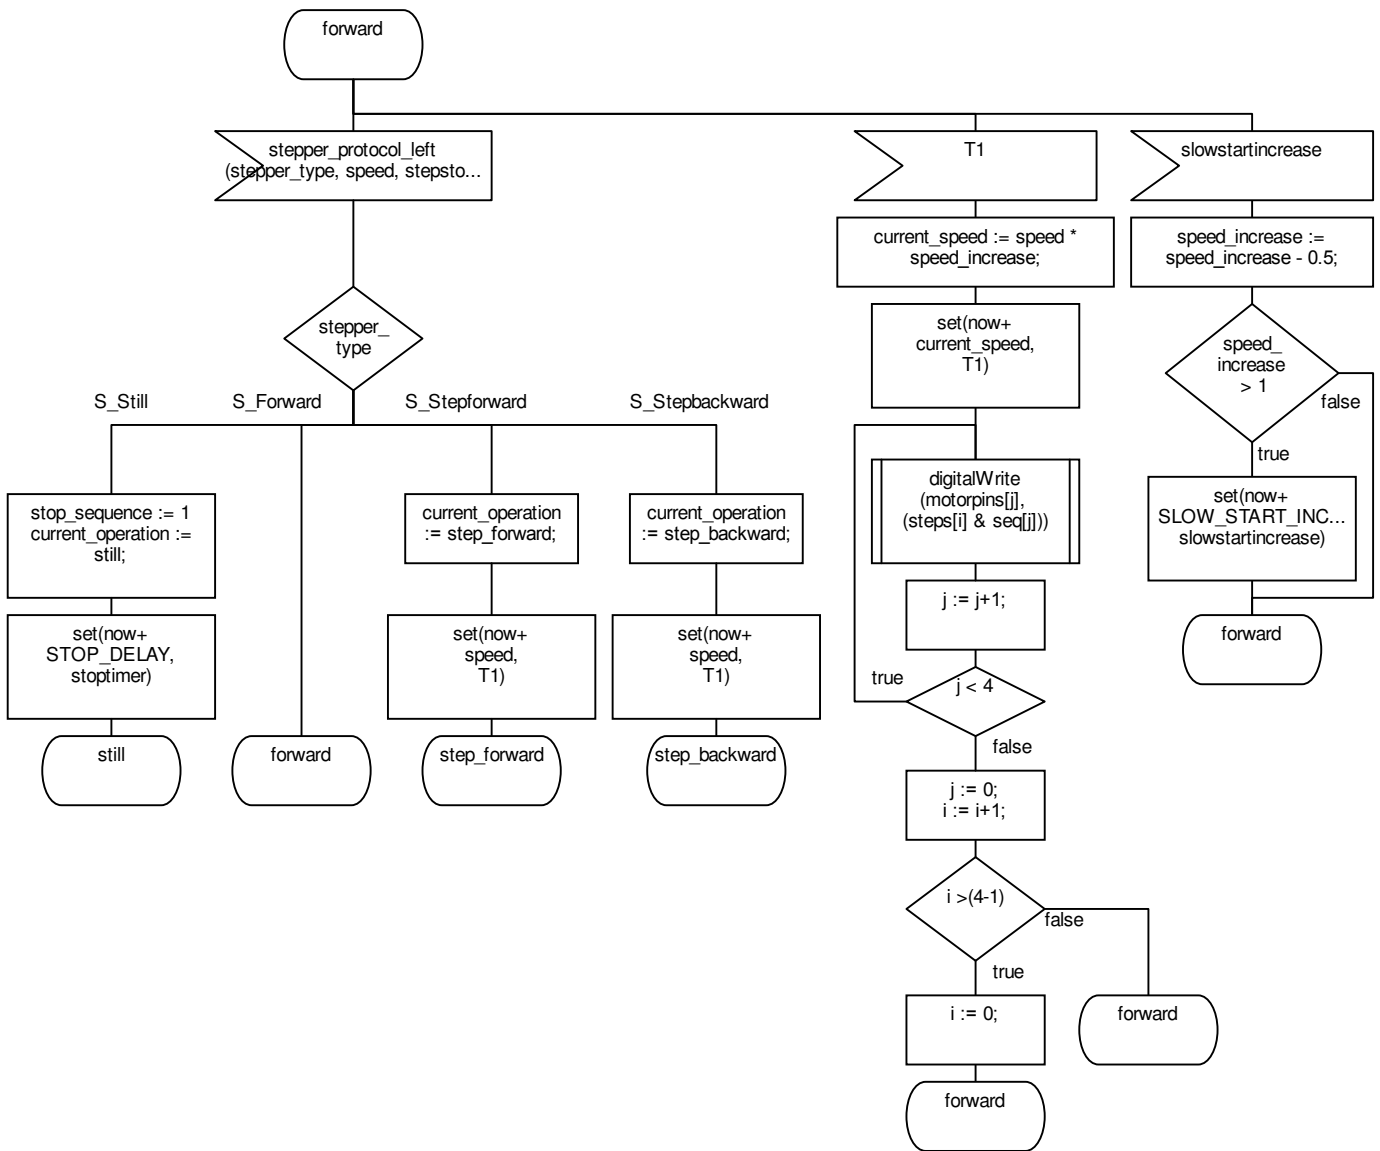 forward
stepper_protocol_left
(stepper_type, speed, stepsto...
T1
slowstartincrease
current_speed := speed *
speed_increase;
speed_increase :=
speed_increase - 0.5;
stepper_
type
set(now+
current_speed,
T1)
speed_
increase
> 1
false
true
S_Still
S_Forward
S_Stepforward
S_Stepbackward
stop_sequence := 1
current_operation :=
still;
current_operation
:= step_forward;
current_operation
:= step_backward;
digitalWrite
(motorpins[j],
(steps[i] & seq[j]))
set(now+
SLOW_START_INC...
slowstartincrease)
j := j+1;
set(now+
STOP_DELAY,
stoptimer)
set(now+
speed,
T1)
set(now+
speed,
T1)
forward
true
j < 4
false
still
forward
step_forward
step_backward
j := 0;
i := i+1;
i >(4-1)
false
true
i := 0;
forward
forward